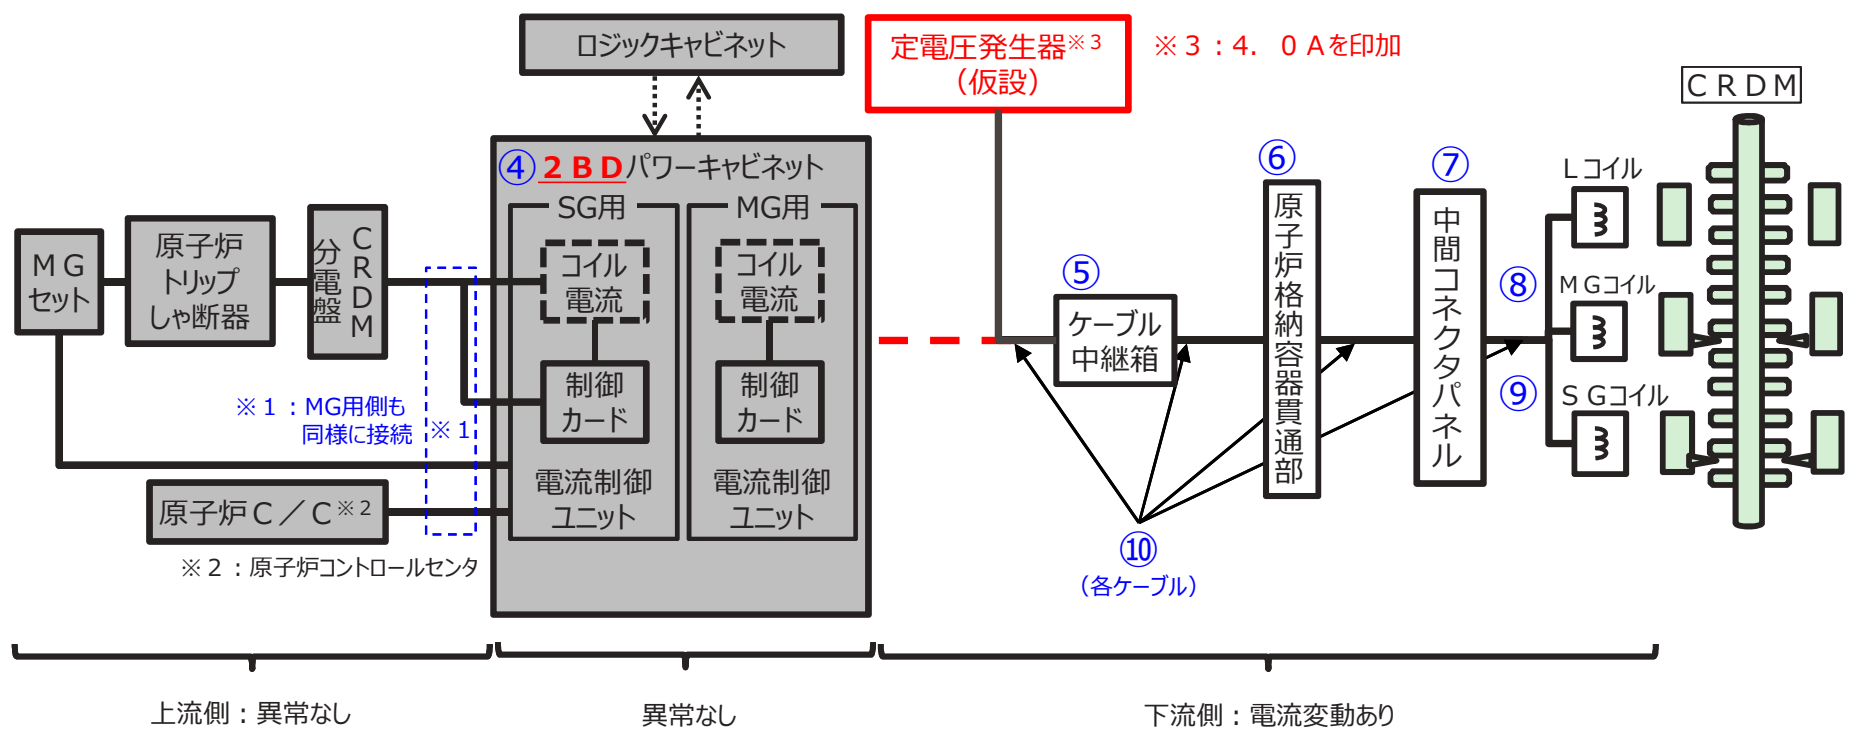 ロジックキャビネット
定電圧発生器※３
（仮設）
※３：４．０Ａを印加
ＣＲＤＭ
④２ＢＤパワーキャビネット
SG用
MG用
コイル
電流
コイル
電流
制御
カード
制御
カード
電流制御
ユニット
電流制御
ユニット
ＭＧ
セット
原子炉
トリップ
しゃ断器
ＣＲＤＭ
分電盤
※１：MG用側も
同様に接続
※１
原子炉Ｃ／Ｃ※２
※２：原子炉コントロールセンタ
⑤
ケーブル
中継箱
⑥
原子炉格納容器貫通部
⑦
中間コネクタパネル
⑧
⑨
⑩
（各ケーブル）
Ｌコイル
ＭＧコイル
ＳＧコイル
上流側：異常なし
異常なし
下流側：電流変動あり